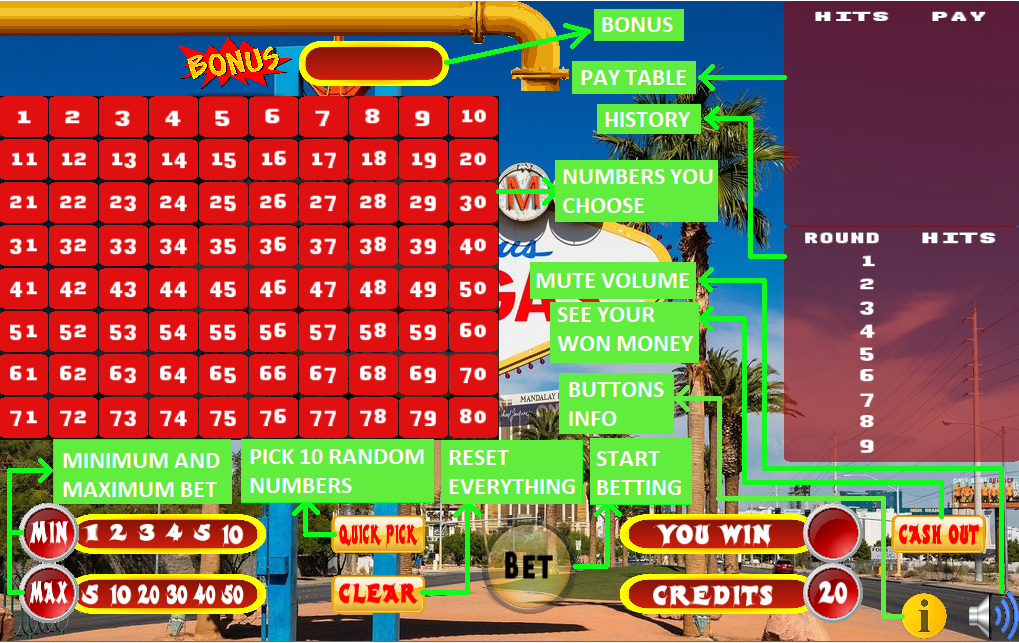 HITS PAY
BONUS
BONUS
PAY TABLE
HISTORY
1 2 3 4 5 6 7 8 9 10
11 12 13 14 15 16 17 18 19 20
21 22 23 24 25 26 27 28 29 30
31 32 33 34 35 36 37 38 39 40
41 42 43 44 45 46 47 48 49 50
51 52 53 54 55 56 57 58 59 60
61 62 63 64 65 66 67 68 69 70
71 72 73 74 75 76 77 78 79 80
M
NUMBERS YOU
CHOOSE
ROUND HITS
1
2
3
4
5
6
7
8
9
MUTE VOLUME
SEE YOUR
WON MONEY
BUTTONS
INFO
MANDALAY
MINIMUM AND
MAXIMUM BET
PICK 10 RANDOM
NUMBERS
RESET
EVERYTHING
START
BETTING
MIN 1 2 3 4 5 10
QUICK PICK
BET
YOU WIN
CASH OUT
MAX 5 10 20 30 40 50
CLEAR
CREDITS 20
i